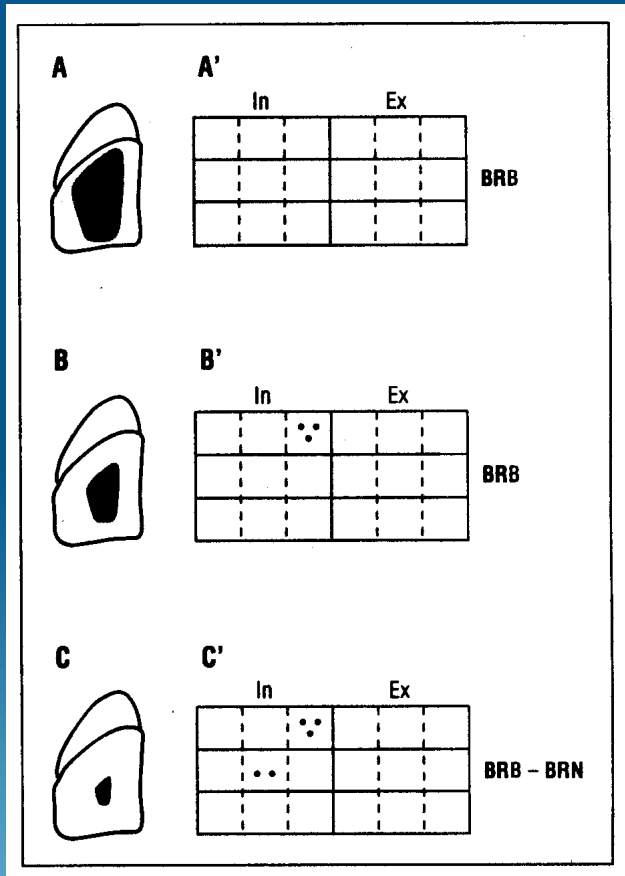 A A'
In Ex
BRB
B B'
In Ex
BRB
C C'
In Ex
BRB – BRN